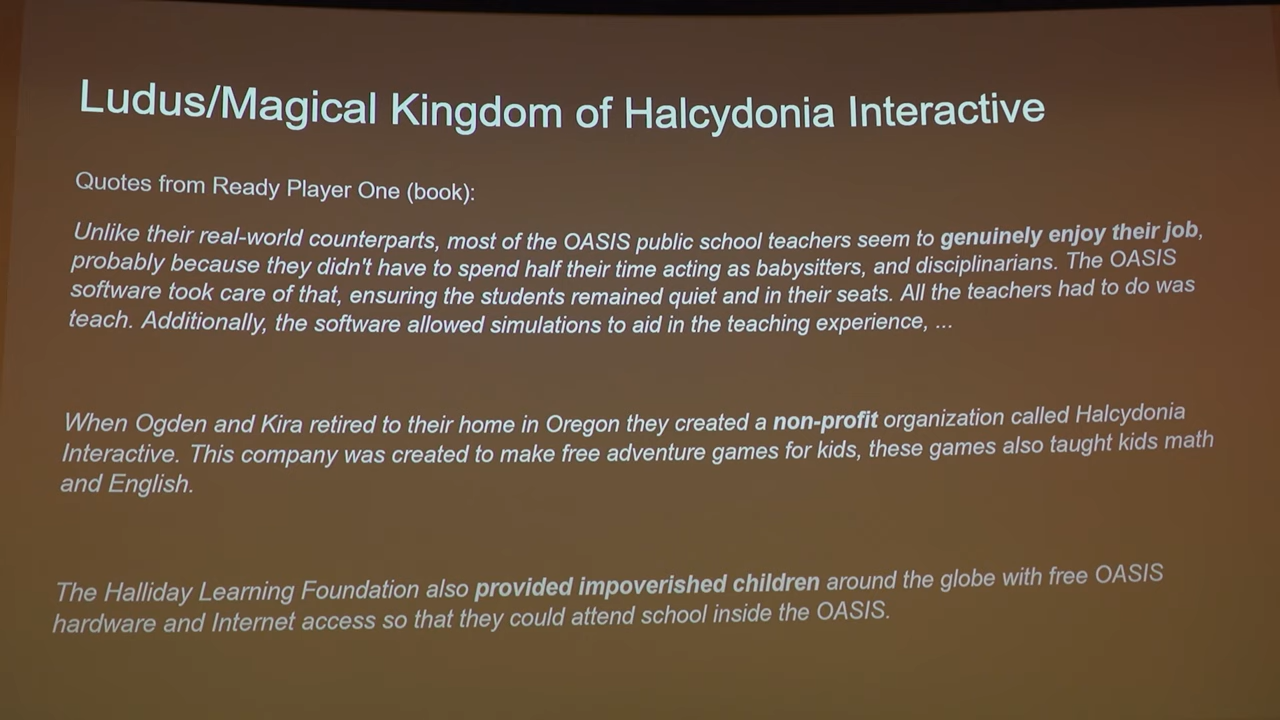 Ludus/Magical Kingdom of Halcydonia Interactive
Quotes from Ready Player One (book):
Unlike their real-world counterparts, most of the OASIS public school teachers seem to genuinely enjoy their job,
probably because they didn't have to spend half their time acting as babysitters, and disciplinarians. The OASIS
software took care of that, ensuring the students remained quiet and in their seats. All the teachers had to do was
teach. Additionally, the software allowed simulations to aid in the teaching experience, ...
When Ogden and Kira retired to their home in Oregon they created a non-profit organization called Halcydonia
Interactive. This company was created to make free adventure games for kids, these games also taught kids math
and English.
The Halliday Learning Foundation also provided impoverished children around the globe with free OASIS
hardware and Internet access so that they could attend school inside the OASIS.